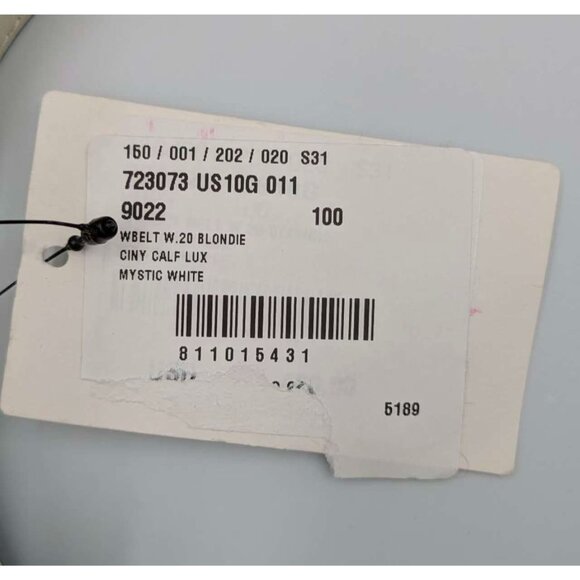 150 / 001 / 202 / 020 S31
723073 US10G 011
9022 100
WBELT W.20 BLONDIE
CINY CALF LUX
MYSTIC WHITE
811015431
5189